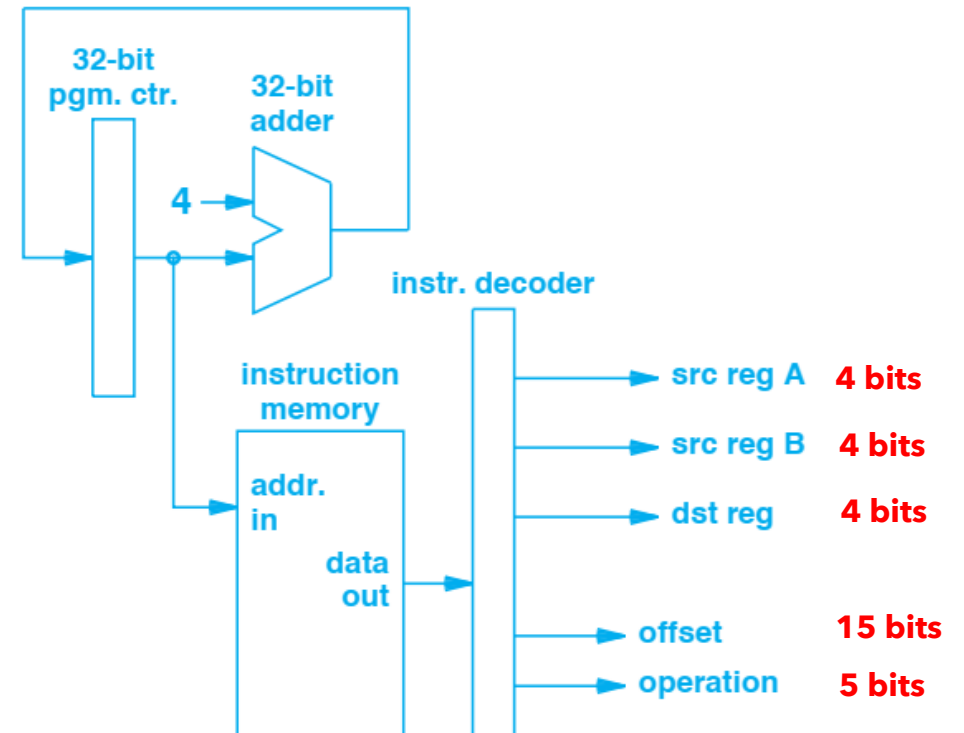 32-bit
pgm. ctr.
32-bit
adder
4
instr. decoder
instruction
memory
addr.
in
data
out
src reg A 4 bits
src reg B 4 bits
dst reg 4 bits
offset 15 bits
operation 5 bits